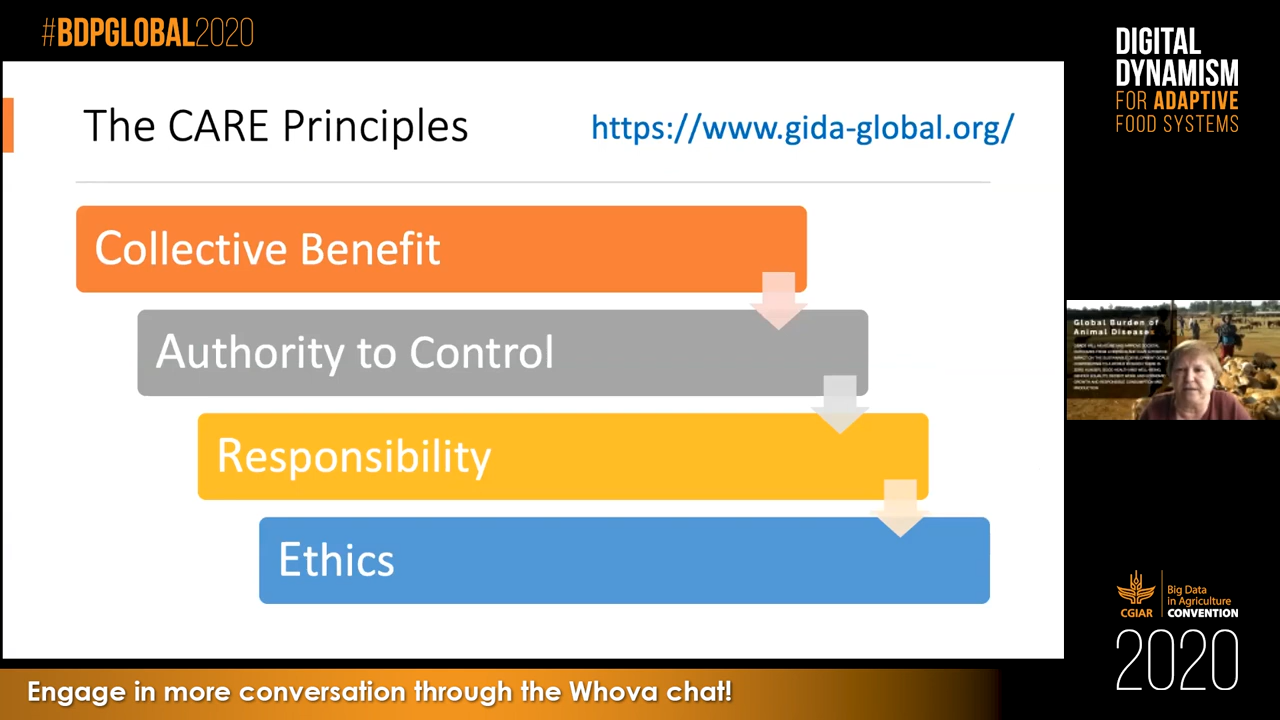 #BDPGLOBAL2020
DIGITAL
DYNAMISM
FOR ADAPTIVE
FOOD SYSTEMS
The CARE Principles
https://www.gida-global.org/
Collective Benefit
Authority to Control
Responsibility
Ethics
Global Burden of
Animal Diseases
CGIAR
Big Data
in Agriculture
CONVENTION
2020
Engage in more conversation through the Whova chat!